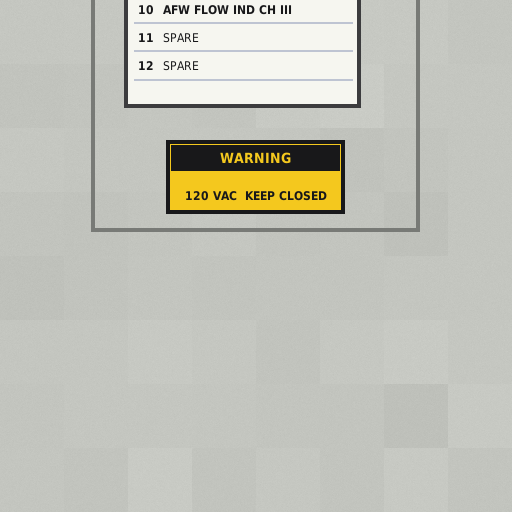 10 AFW FLOW IND CH III
11 SPARE
12 SPARE
WARNING
120 VAC KEEP CLOSED